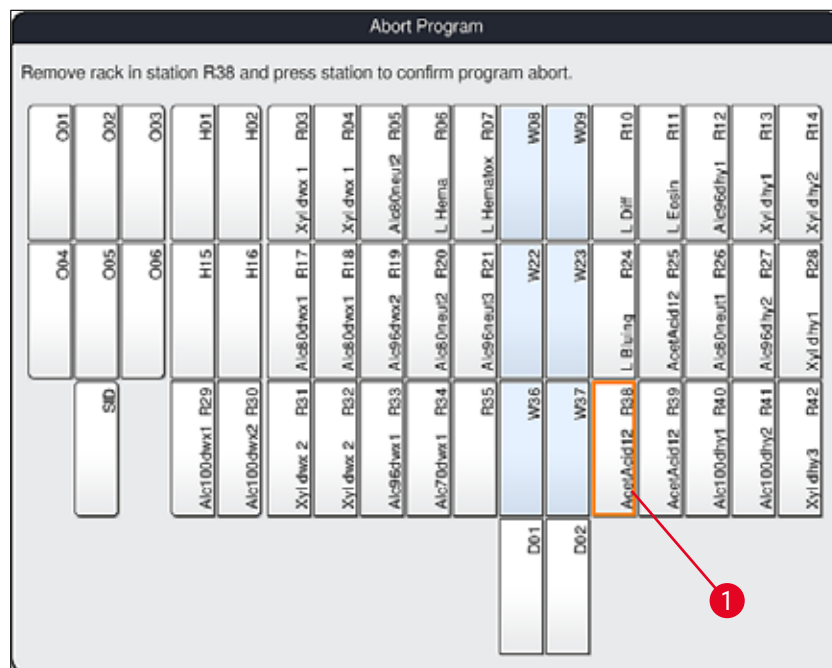 Abort Program
Remove rack in station R38 and press station to confirm program abort.
O01
O02
O03
H01
H02
Xyl dwx 1 R03
Xyl dwx 1 R04
Alc80neut2 R05
L Hema R06
L Hematox R07
W08
W09
L Diff R10
L Eosin R11
Alc96dhy1 R12
Xyl dhy1 R13
Xyl dhy2 R14
O04
O05
O06
H15
H16
Alc80dwx1 R17
Alc80dwx1 R18
Alc96dwx2 R19
Alc80neut2 R20
Alc96neut3 R21
W22
W23
L Bluing R24
AcetAcid12 R25
Alc80neut1 R26
Alc96dhy2 R27
Xyl dhy1 R28
SID
Alc100dwx1 R29
Alc100dwx2 R30
Xyl dwx 2 R31
Xyl dwx 2 R32
Alc96dwx1 R33
Alc70dwx1 R34
R35
W36
W37
AcetAcid12 R38
AcetAcid12 R39
Alc100dhy1 R40
Alc100dhy2 R41
Xyl dhy3 R42
D01
D02
1